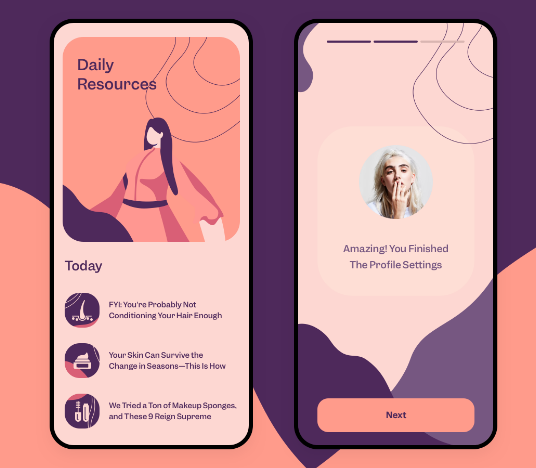 Daily
Resources
Today
FYI: You're Probably Not
Conditioning Your Hair Enough
Your Skin Can Survive the
Change in Seasons—This Is How
We Tried a Ton of Makeup Sponges,
and These 9 Reign Supreme
Amazing! You Finished
The Profile Settings
Next